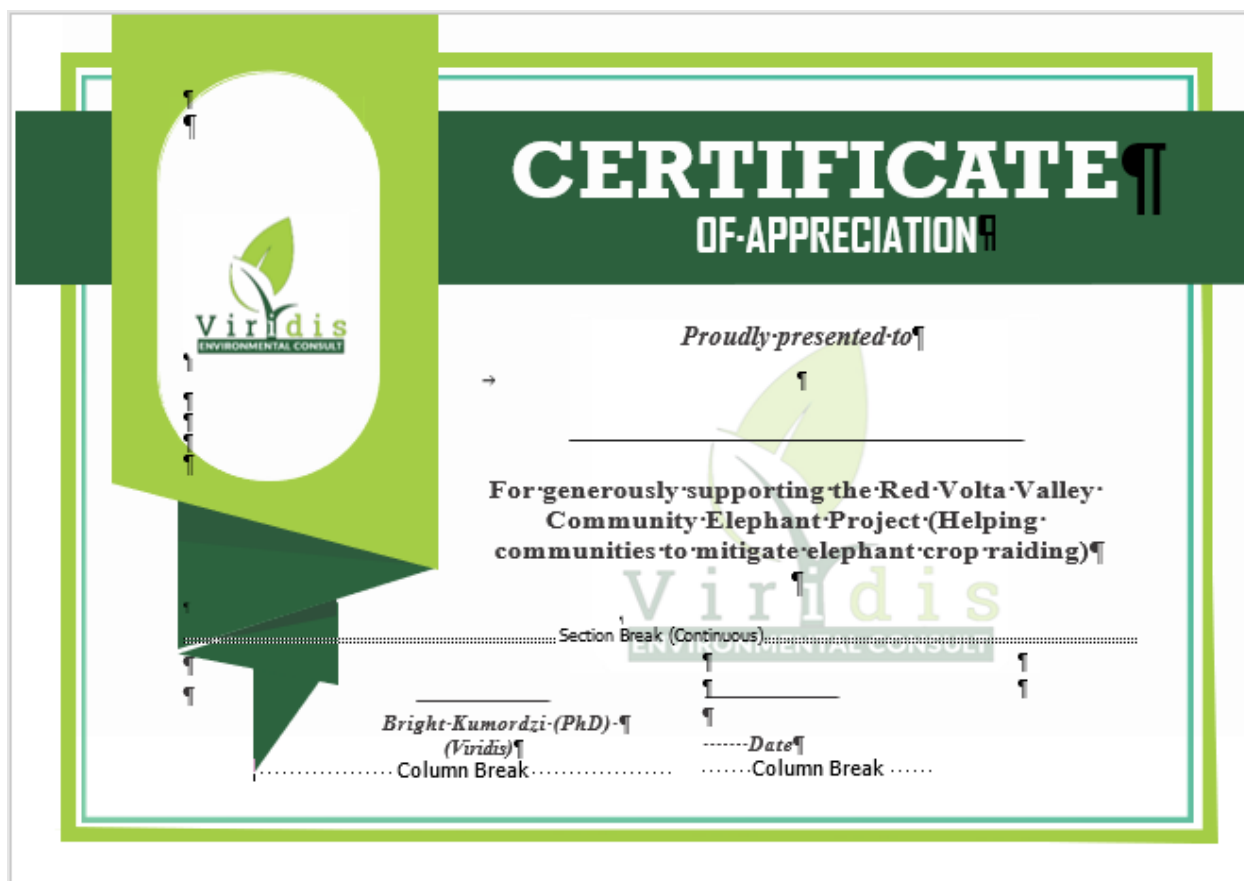 CERTIFICATE¶
OF·APPRECIATION¶
Viridis
ENVIRONMENTAL CONSULT
Proudly·presented·to¶
For·generously·supporting·the·Red·Volta·Valley·
Community·Elephant·Project·(Helping·
communities·to·mitigate·elephant·crop·raiding)¶
Viridis
ENVIRONMENTAL CONSULT
Section Break (Continuous)
Bright·Kumordzi·(PhD)·¶
(Viridis)¶
Date¶
Column Break
Column Break